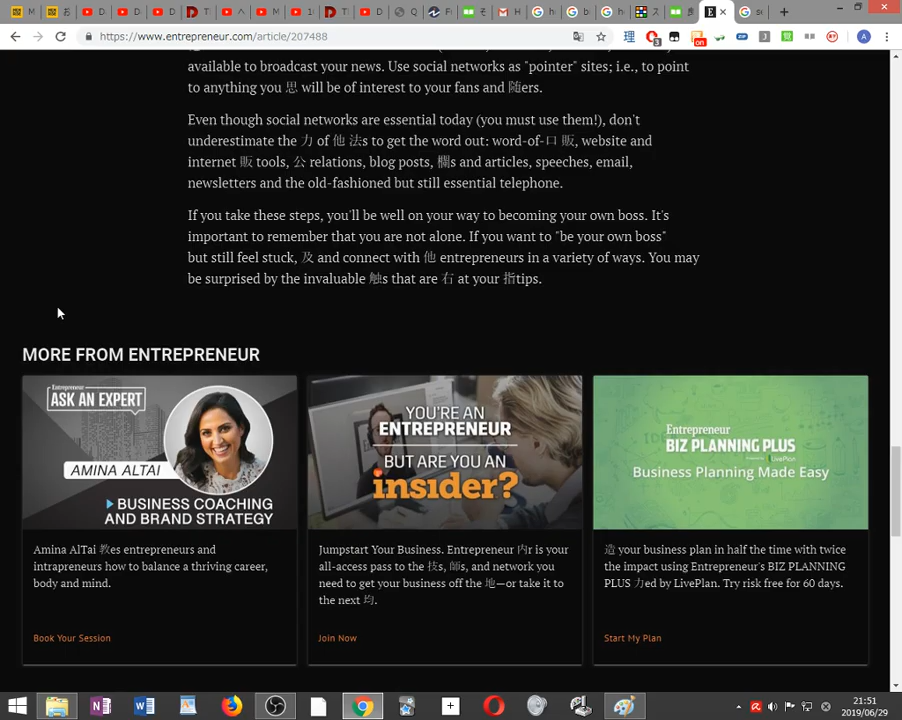 https://www.entrepreneur.com/article/207488
available to broadcast your news. Use social networks as "pointer" sites; i.e., to point
to anything you 思 will be of interest to your fans and 随ers.
Even though social networks are essential today (you must use them!), don't
underestimate the 力 of 他 法s to get the word out: word-of-口 販, website and
internet 販 tools, 公 relations, blog posts, 欄s and articles, speeches, email,
newsletters and the old-fashioned but still essential telephone.
If you take these steps, you'll be well on your way to becoming your own boss. It's
important to remember that you are not alone. If you want to "be your own boss"
but still feel stuck, 及 and connect with 他 entrepreneurs in a variety of ways. You may
be surprised by the invaluable 触s that are 右 at your 指tips.
MORE FROM ENTREPRENEUR
Entrepreneur
ASK AN EXPERT
AMINA ALTAI
BUSINESS COACHING
AND BRAND STRATEGY
Amina AlTai 教es entrepreneurs and
intrapreneurs how to balance a thriving career,
body and mind.
Book Your Session
YOU'RE AN
ENTREPRENEUR
BUT ARE YOU AN
insider?
Jumpstart Your Business. Entrepreneur 内r is your
all-access pass to the 技s, 師s, and network you
need to get your business off the 地—or take it to
the next 均.
Join Now
Entrepreneur
BIZ PLANNING PLUS
LivePlan
Business Planning Made Easy
造 your business plan in half the time with twice
the impact using Entrepreneur's BIZ PLANNING
PLUS 力ed by LivePlan. Try risk free for 60 days.
Start My Plan
21:51
2019/06/29